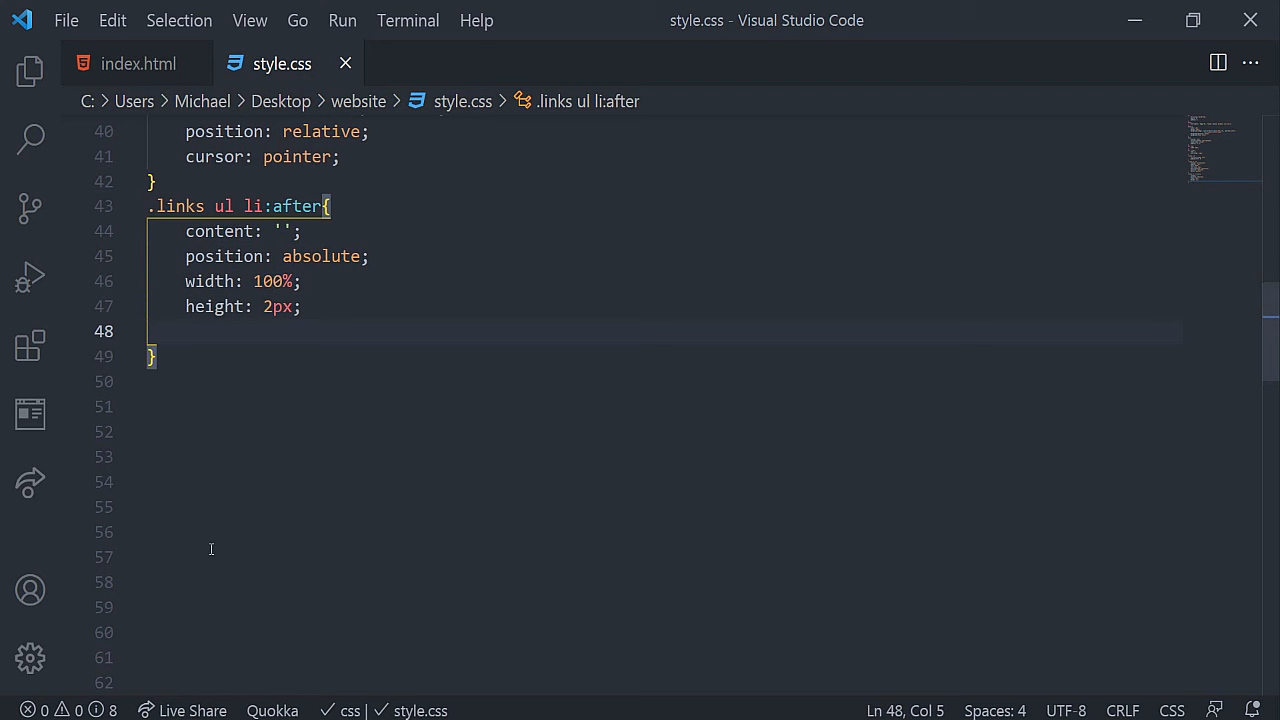 File Edit Selection View Go Run Terminal Help style.css - Visual Studio Code
index.html style.css
C: Users Michael Desktop website style.css .links ul li:after
40 position: relative;
41 cursor: pointer;
42 }
43 .links ul li:after{
44 content: '';
45 position: absolute;
46 width: 100%;
47 height: 2px;
48
49 }
50
51
52
53
54
55
56
57
58
59
60
61
62
0 0 8 Live Share Quokka css | style.css Ln 48, Col 5 Spaces: 4 UTF-8 CRLF CSS